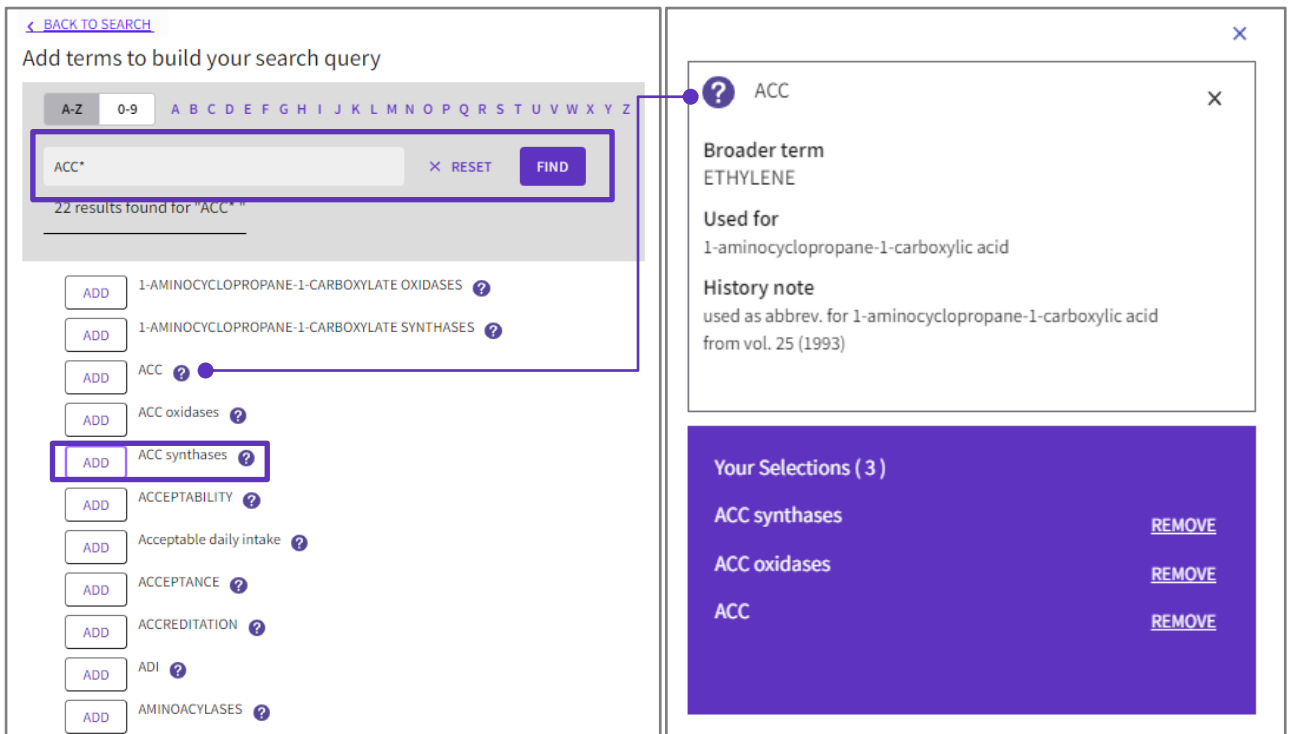 BACK TO SEARCH
Add terms to build your search query
A-Z 0-9 A B C D E F G H I J K L M N O P Q R S T U V W X Y Z
ACC* × RESET FIND
22 results found for "ACC* "
ADD 1-AMINOCYCLOPROPANE-1-CARBOXYLATE OXIDASES ?
ADD 1-AMINOCYCLOPROPANE-1-CARBOXYLATE SYNTHASES ?
ADD ACC ?
ADD ACC oxidases ?
ADD ACC synthases ?
ADD ACCEPTABILITY ?
ADD Acceptable daily intake ?
ADD ACCEPTANCE ?
ADD ACCREDITATION ?
ADD ADI ?
ADD AMINOACYLASES ?
? ACC
Broader term
ETHYLENE
Used for
1-aminocyclopropane-1-carboxylic acid
History note
used as abbrev. for 1-aminocyclopropane-1-carboxylic acid
from vol. 25 (1993)
Your Selections ( 3 )
ACC synthases REMOVE
ACC oxidases REMOVE
ACC REMOVE